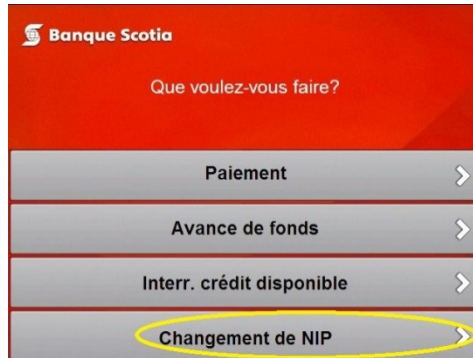 Banque Scotia
Que voulez-vous faire?
Paiement
Avance de fonds
Interr. crédit disponible
Changement de NIP